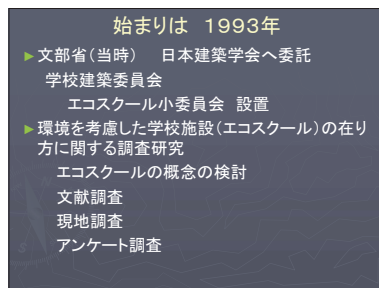 始まりは　1993年
►文部省（当時）　日本建築学会へ委託
学校建築委員会
エコスクール小委員会　設置
►環境を考慮した学校施設（エコスクール）の在り
方に関する調査研究
エコスクールの概念の検討
文献調査
現地調査
アンケート調査
S